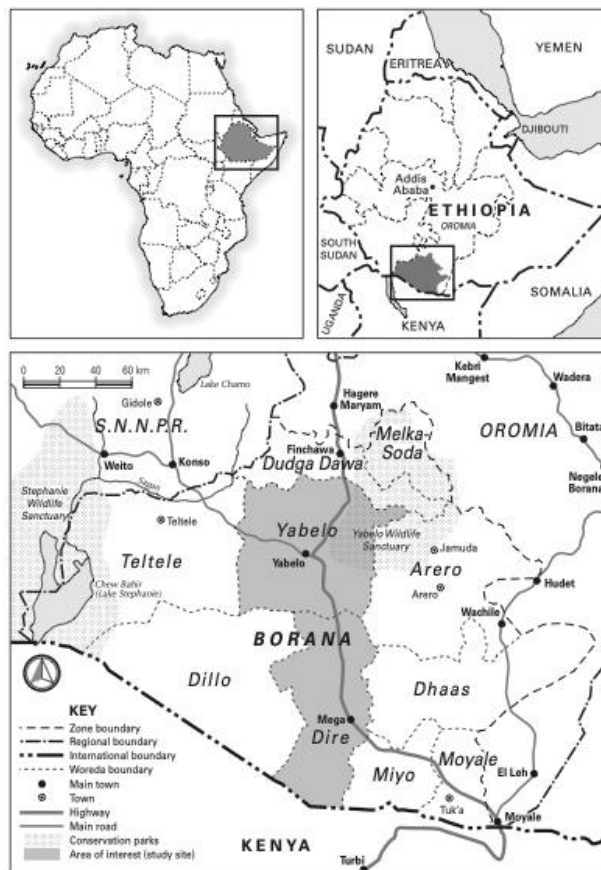 SUDAN
YEMEN
ERITREA
DJIBOUTI
Addis
Ababa
ETHIOPIA
OROMIA
SOUTH
SUDAN
UGANDA
KENYA
SOMALIA
0 20 40 60 km
Gidole
Lake Chamo
S.N.N.P.R.
Weito
Konso
Sagan
Stephanie
Wildlife
Sanctuary
Teltele
Teltele
Chew Bahir
(Lake Stephanie)
Hagere
Maryam
Finchawa
Dudga Dawa
Melka-
Soda
Kebri
Mangest
Wadera
OROMIA
Bitata
Negele
Borana
Yabelo
Yabelo
Yabelo Wildlife
Sanctuary
Jamuda
Arero
Arero
Hudet
Wachile
BORANA
Dillo
Dhaas
Mega
Dire
Miyo
Moyale
El Leh
Tuk'a
Moyale
KENYA
Turbi
KEY
Zone boundary
Regional boundary
International boundary
Woreda boundary
Main town
Town
Highway
Main road
Conservation parks
Area of interest (study site)